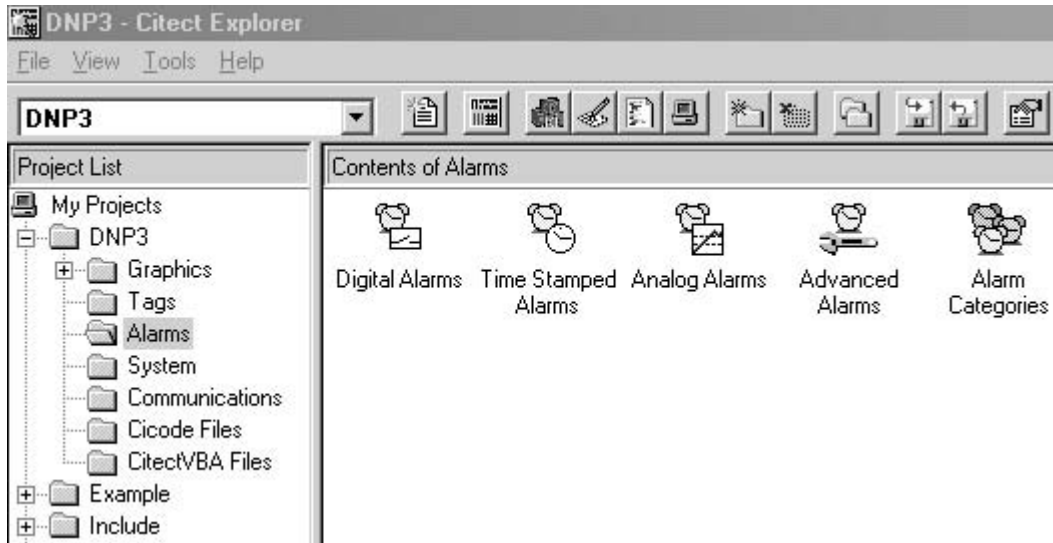 DNP3 - Citect Explorer
File View Tools Help
DNP3
Project List
Contents of Alarms
My Projects
DNP3
Graphics
Tags
Alarms
System
Communications
Cicode Files
CitectVBA Files
Example
Include
Digital Alarms
Time Stamped
Alarms
Analog Alarms
Advanced
Alarms
Alarm
Categories